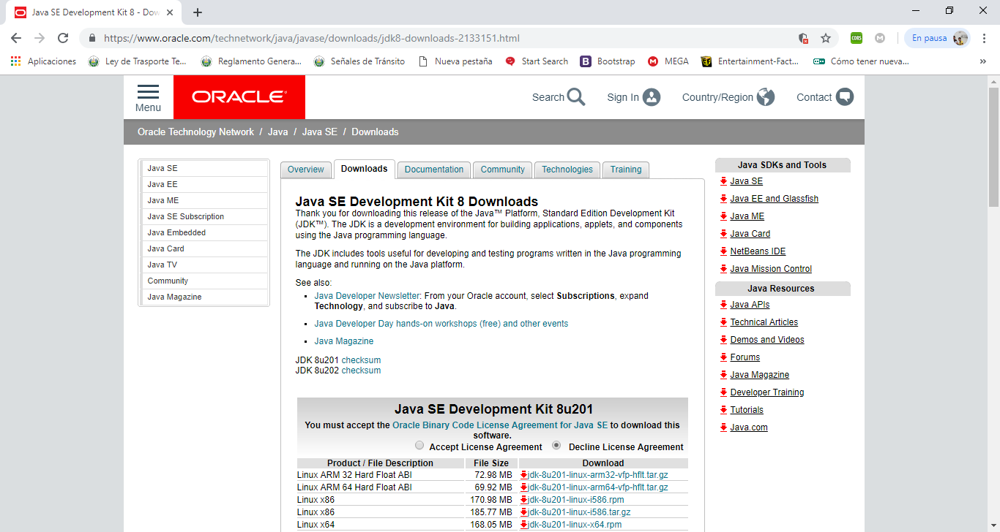 Java SE Development Kit 8 - Dow
https://www.oracle.com/technetwork/java/javase/downloads/jdk8-downloads-2133151.html
CORS
M
En pausa
Aplicaciones
Ley de Trasporte Te...
Reglamento Genera...
Señales de Tránsito
Nueva pestaña
Start Search
B Bootstrap
M MEGA
Entertainment-Fact...
Cómo tener nueva...
»
Menu
ORACLE
Search
Sign In
Country/Region
Contact
Oracle Technology Network / Java / Java SE / Downloads
Java SE
Java EE
Java ME
Java SE Subscription
Java Embedded
Java Card
Java TV
Community
Java Magazine
Overview
Downloads
Documentation
Community
Technologies
Training
Java SE Development Kit 8 Downloads
Thank you for downloading this release of the Java™ Platform, Standard Edition Development Kit
(JDK™). The JDK is a development environment for building applications, applets, and components
using the Java programming language.
The JDK includes tools useful for developing and testing programs written in the Java programming
language and running on the Java platform.
See also:
Java Developer Newsletter: From your Oracle account, select Subscriptions, expand
Technology, and subscribe to Java.
Java Developer Day hands-on workshops (free) and other events
Java Magazine
JDK 8u201 checksum
JDK 8u202 checksum
Java SE Development Kit 8u201
You must accept the Oracle Binary Code License Agreement for Java SE to download this
software.
Accept License Agreement Decline License Agreement
Product / File Description File Size Download
Linux ARM 32 Hard Float ABI 72.98 MB jdk-8u201-linux-arm32-vfp-hflt.tar.gz
Linux ARM 64 Hard Float ABI 69.92 MB jdk-8u201-linux-arm64-vfp-hflt.tar.gz
Linux x86 170.98 MB jdk-8u201-linux-i586.rpm
Linux x86 185.77 MB jdk-8u201-linux-i586.tar.gz
Linux x64 168.05 MB jdk-8u201-linux-x64.rpm
Java SDKs and Tools
Java SE
Java EE and Glassfish
Java ME
Java Card
NetBeans IDE
Java Mission Control
Java Resources
Java APIs
Technical Articles
Demos and Videos
Forums
Java Magazine
Developer Training
Tutorials
Java.com